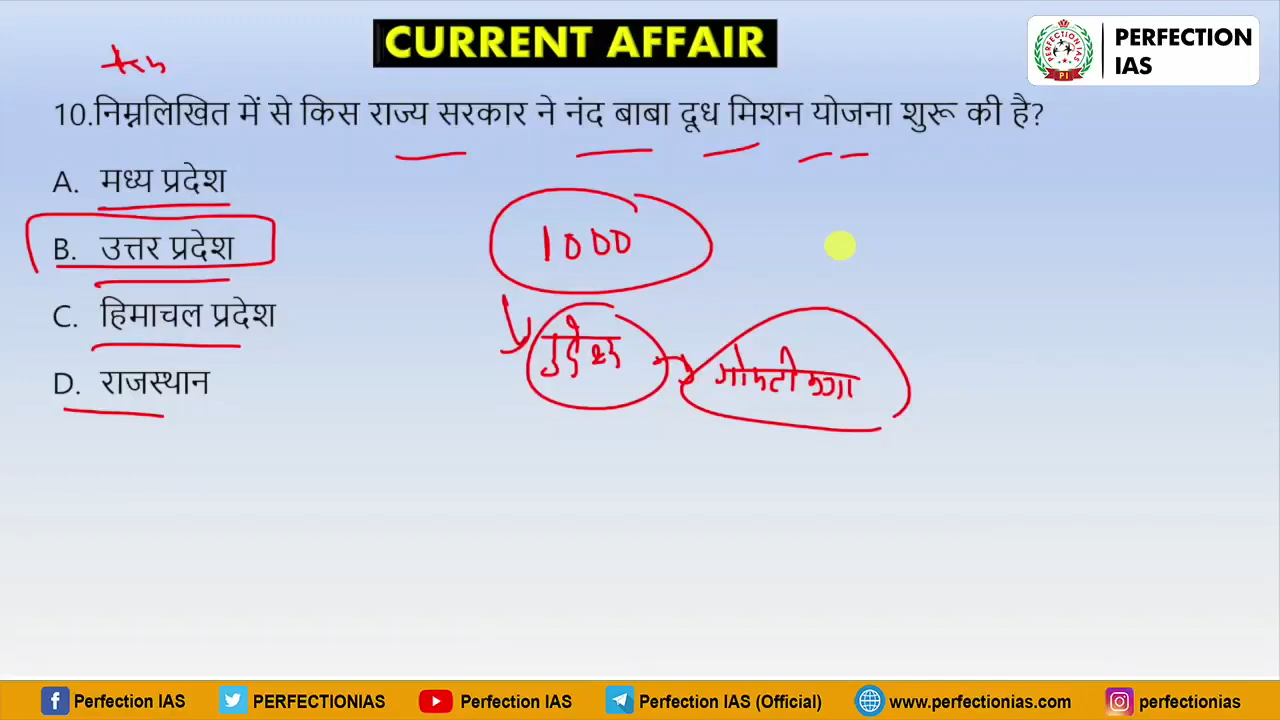 CURRENT AFFAIR
PERFECTION IAS
10.निम्नलिखित में से किस राज्य सरकार ने नंद बाबा दूध मिशन योजना शुरू की है?
A. मध्य प्रदेश
B. उत्तर प्रदेश
C. हिमाचल प्रदेश
D. राजस्थान
1000
Perfection IAS PERFECTIONIAS Perfection IAS Perfection IAS (Official) www.perfectionias.com perfectionias